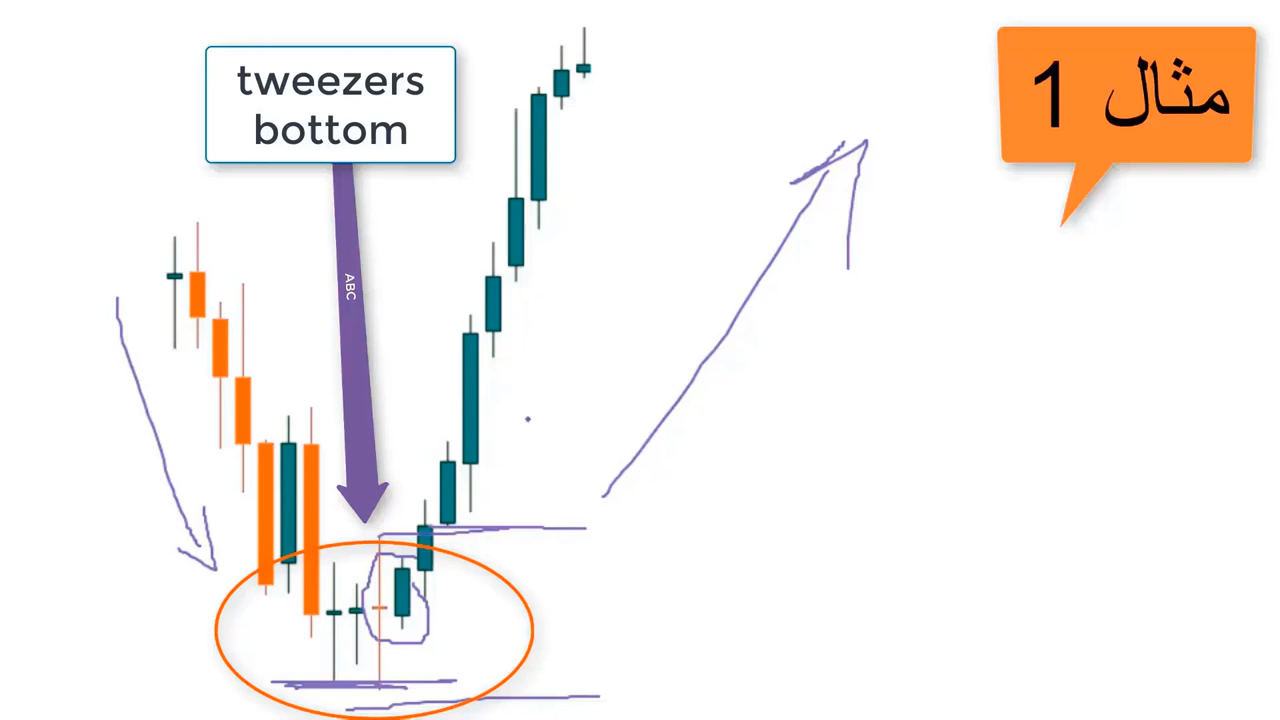 tweezers
bottom
ABC
مثال 1